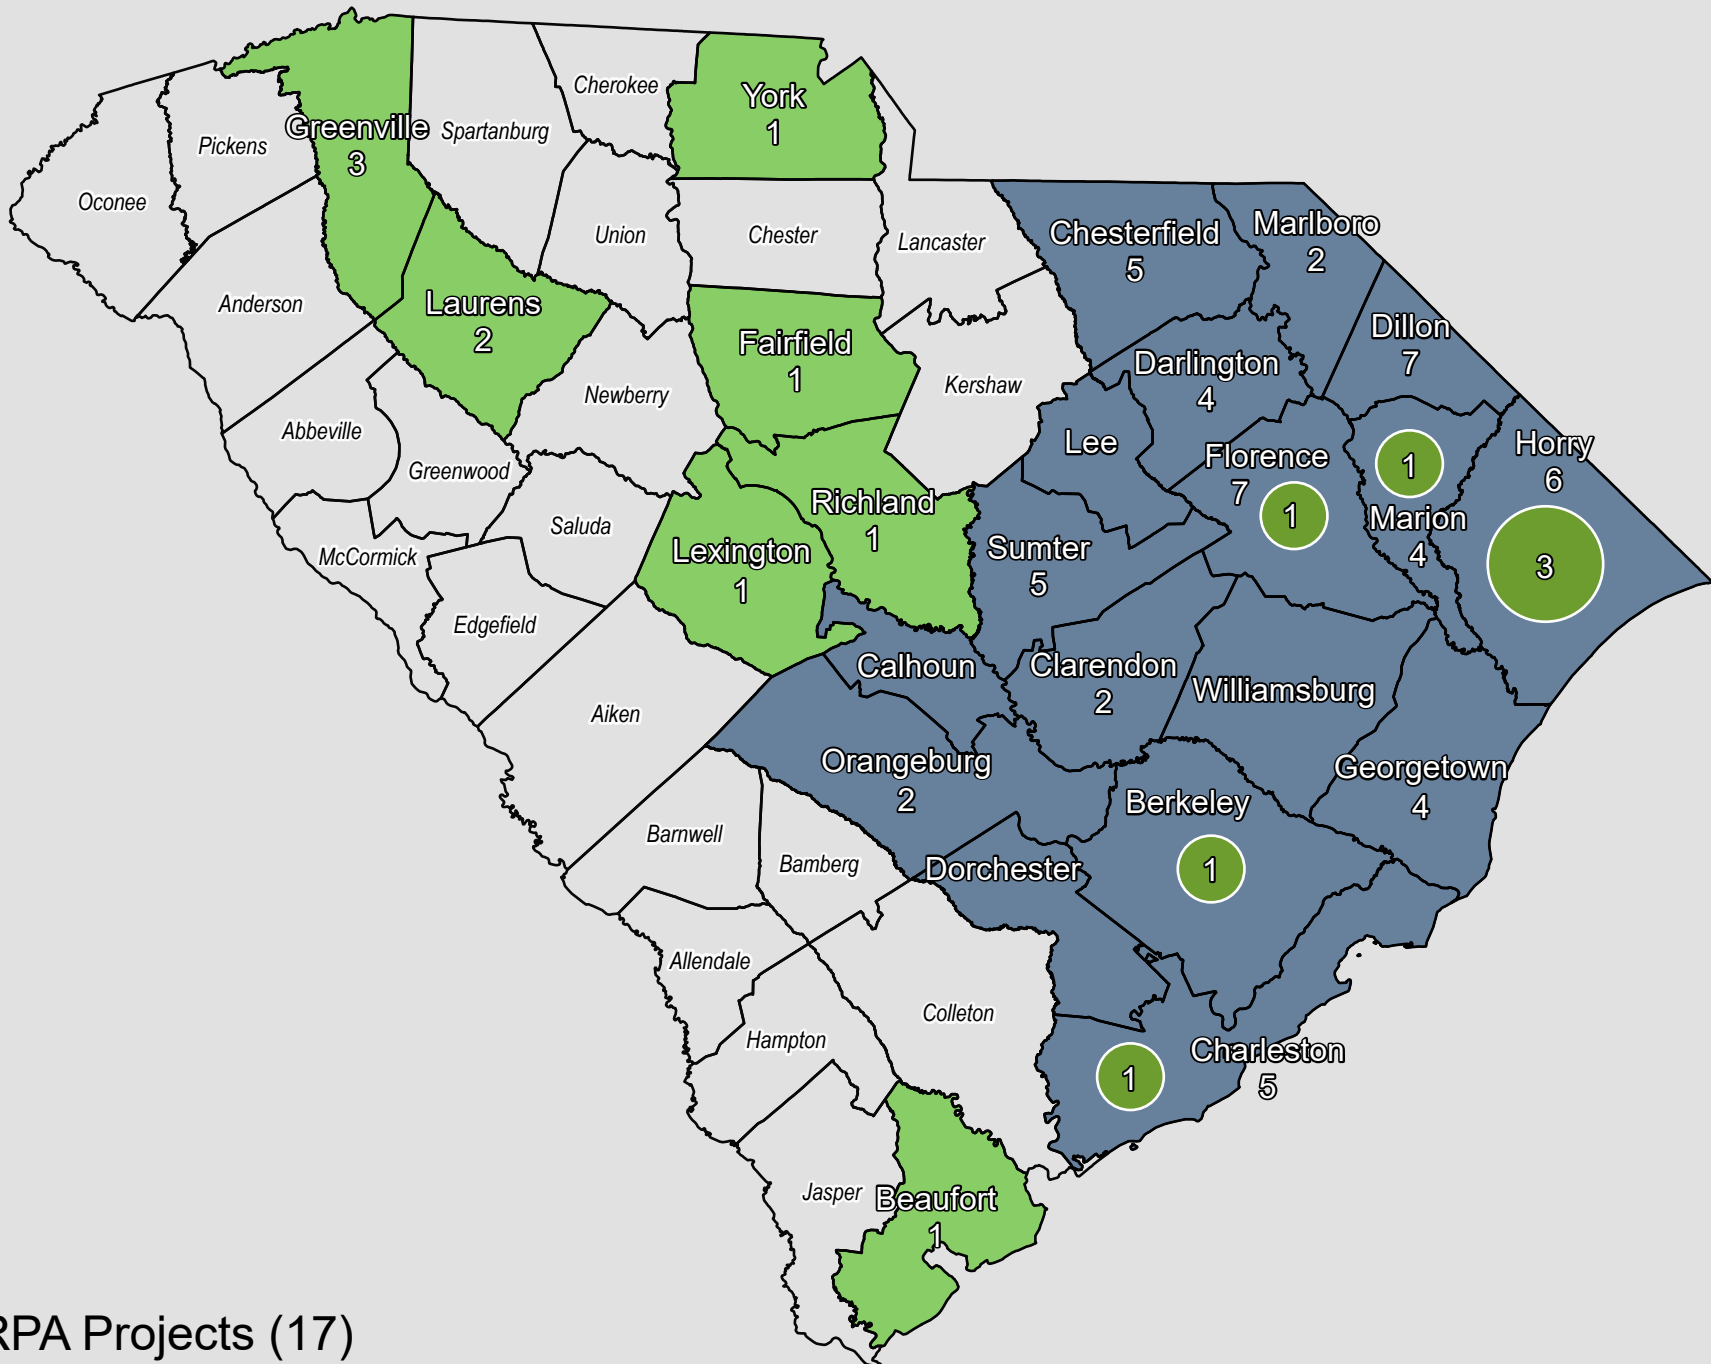 Cherokee
York
1
Greenville
3
Spartanburg
Pickens
Oconee
Union
Chester
Lancaster
Chesterfield
5
Marlboro
2
Anderson
Laurens
2
Fairfield
1
Dillon
7
Darlington
4
Kershaw
Newberry
Abbeville
Greenwood
Lee
Florence
7
1
1
Marion
4
Horry
6
3
Richland
1
Saluda
Lexington
1
McCormick
Sumter
5
Edgefield
Calhoun
Clarendon
2
Williamsburg
Aiken
Orangeburg
2
Georgetown
4
Berkeley
1
Barnwell
Bamberg
Dorchester
Allendale
Colleton
Hampton
1
Charleston
5
Jasper
Beaufort
1
RPA Projects (17)